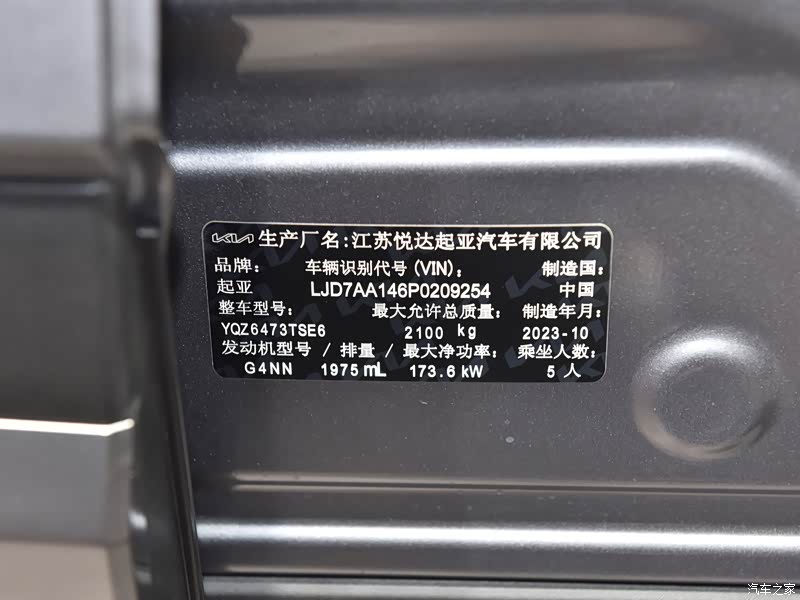 KIA 生产厂名:江苏悦达起亚汽车有限公司
品牌: 车辆识别代号(VIN): 制造国:
起亚 LJD7AA146P0209254 中国
整车型号: 最大允许总质量: 制造年月:
YQZ6473TSE6 2100 kg 2023-10
发动机型号 / 排量 / 最大净功率: 乘坐人数:
G4NN 1975 mL 173.6 kW 5 人
汽车之家